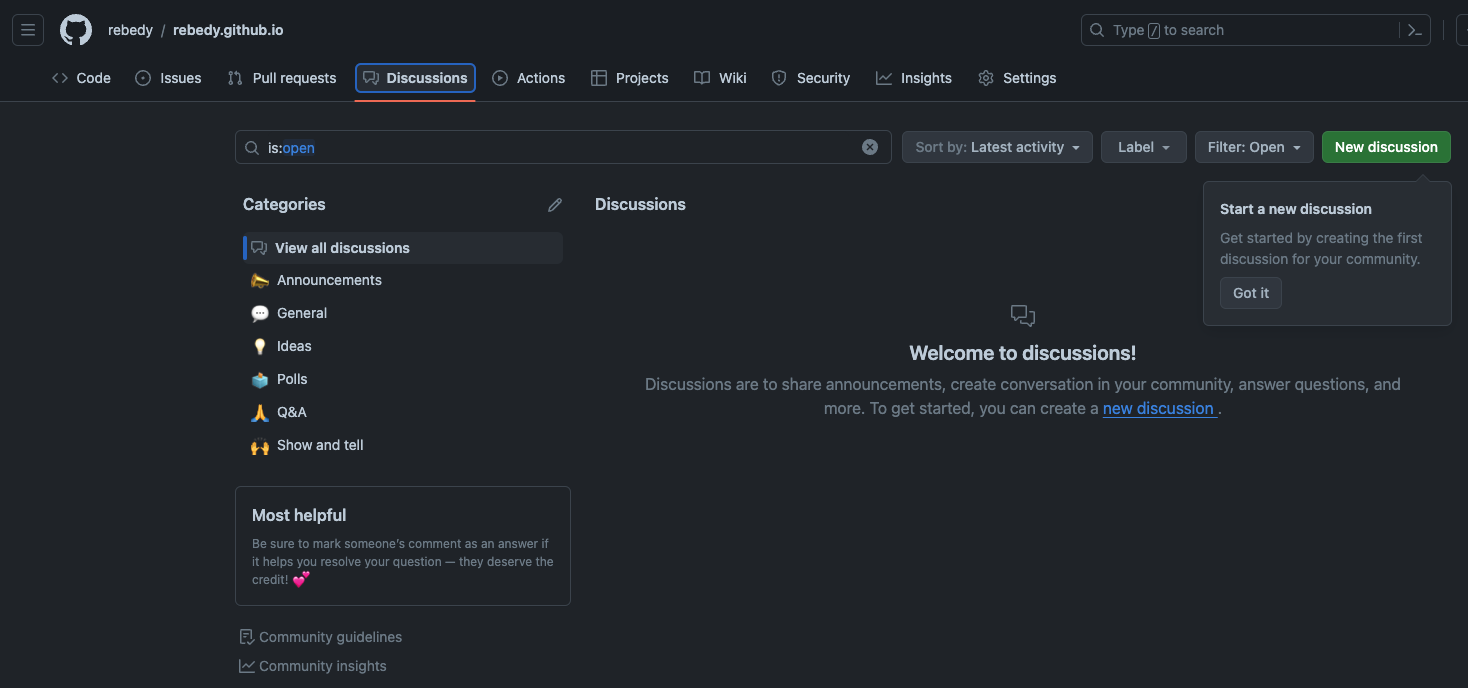 rebedy / rebedy.github.io
Type / to search
Code Issues Pull requests Discussions Actions Projects Wiki Security Insights Settings
is:open
Sort by: Latest activity
Label
Filter: Open
New discussion
Start a new discussion
Get started by creating the first
discussion for your community.
Got it
Categories
View all discussions
Announcements
General
Ideas
Polls
Q&A
Show and tell
Most helpful
Be sure to mark someone’s comment as an answer if
it helps you resolve your question — they deserve the
credit! 💕
Community guidelines
Community insights
Discussions
Welcome to discussions!
Discussions are to share announcements, create conversation in your community, answer questions, and
more. To get started, you can create a new discussion .